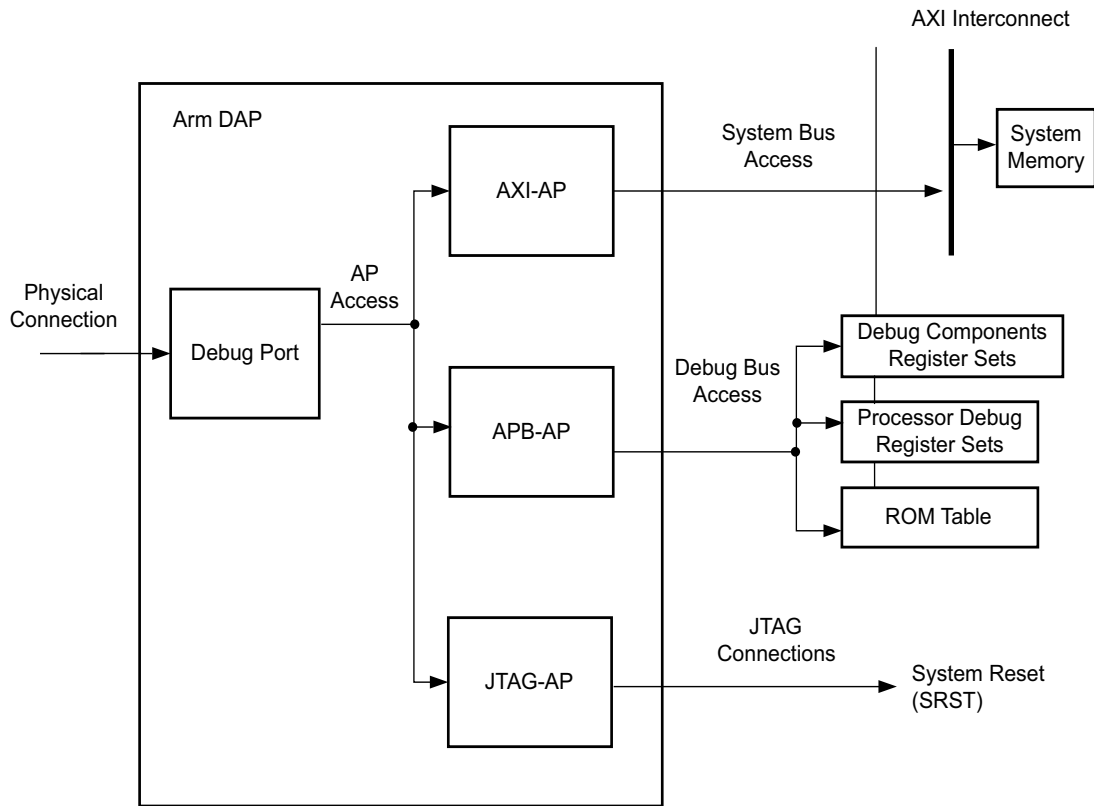 AXI Interconnect
Arm DAP
System Bus
Access
System
Memory
AXI-AP
AP
Access
Physical
Connection
Debug Port
Debug Components
Register Sets
Debug Bus
Access
APB-AP
Processor Debug
Register Sets
ROM Table
JTAG
Connections
JTAG-AP
System Reset
(SRST)